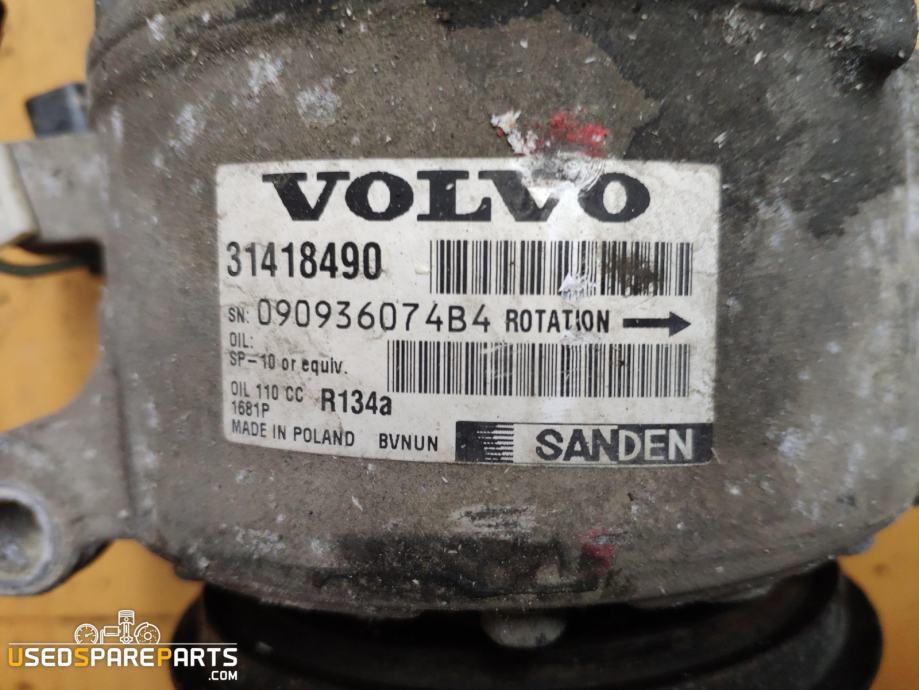 VOLVO
31418490
SN: 090936074B4 ROTATION
OIL:
SP-10 or equiv.
OIL 110 CC R134a
1681P
MADE IN POLAND BVNUN SANDEN
USEDSPAREPARTS
.COM